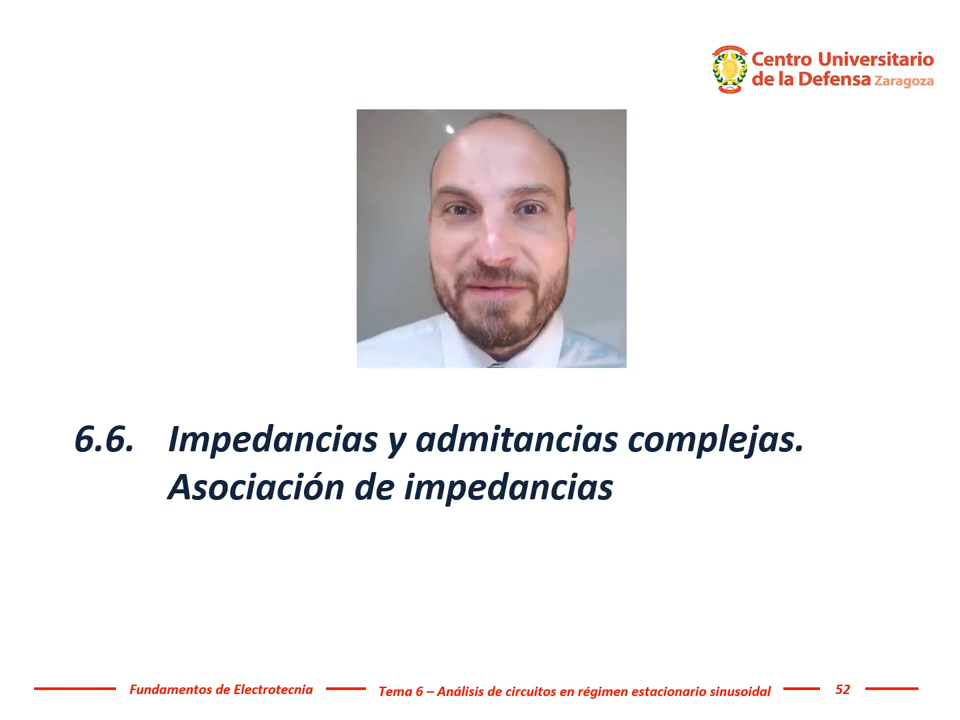 Centro Universitario
de la Defensa Zaragoza
6.6. Impedancias y admitancias complejas.
Asociación de impedancias
Fundamentos de Electrotecnia
Tema 6 – Análisis de circuitos en régimen estacionario sinusoidal
52